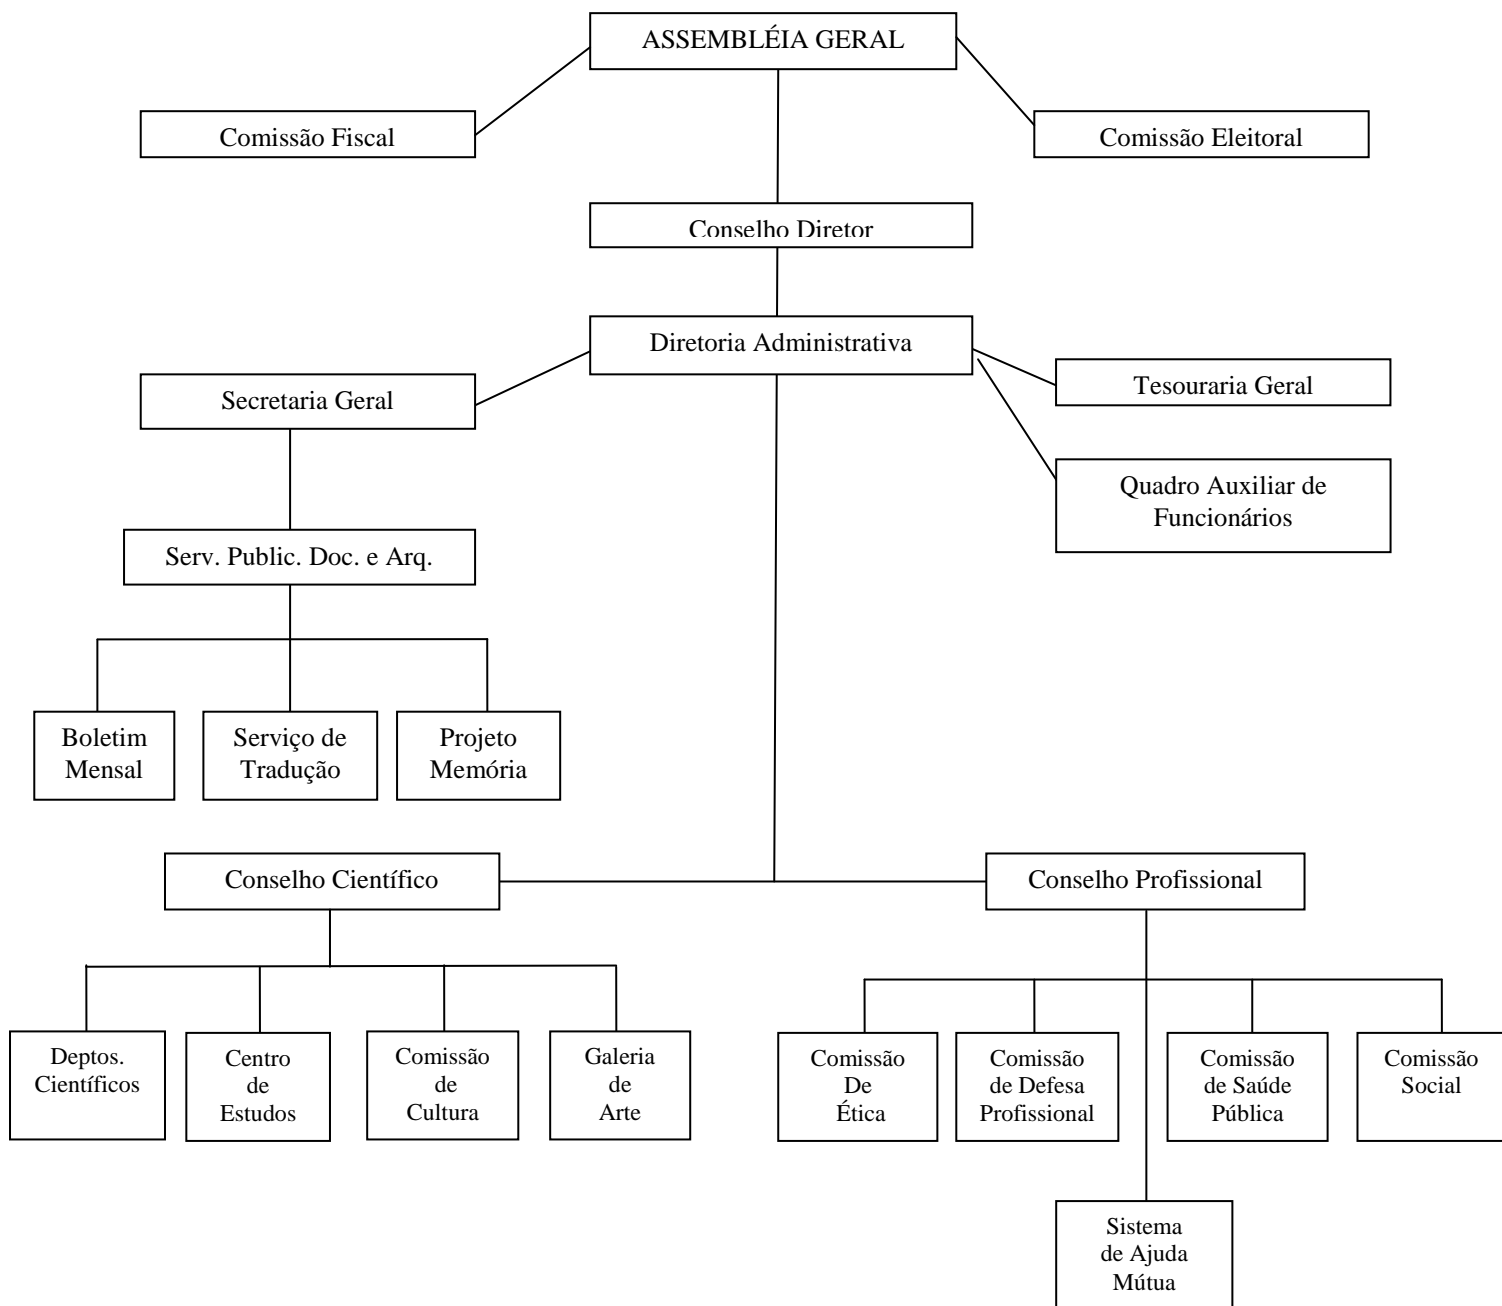 ASSEMBLÉIA GERAL
Comissão Fiscal
Comissão Eleitoral
Conselho Diretor
Diretoria Administrativa
Tesouraria Geral
Secretaria Geral
Quadro Auxiliar de
Funcionários
Serv. Public. Doc. e Arq.
Boletim
Mensal
Serviço de
Tradução
Projeto
Memória
Conselho Científico
Conselho Profissional
Deptos.
Científicos
Centro
de
Estudos
Comissão
de
Cultura
Galeria
de
Arte
Comissão
De
Ética
Comissão
de Defesa
Profissional
Comissão
de Saúde
Pública
Comissão
Social
Sistema
de Ajuda
Mútua